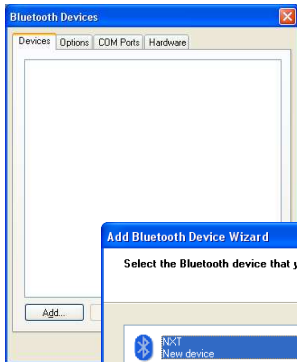 Bluetooth Devices
Devices Options COM Ports Hardware
Add Bluetooth Device Wizard
Select the Bluetooth device that
Add...
NXT
New device